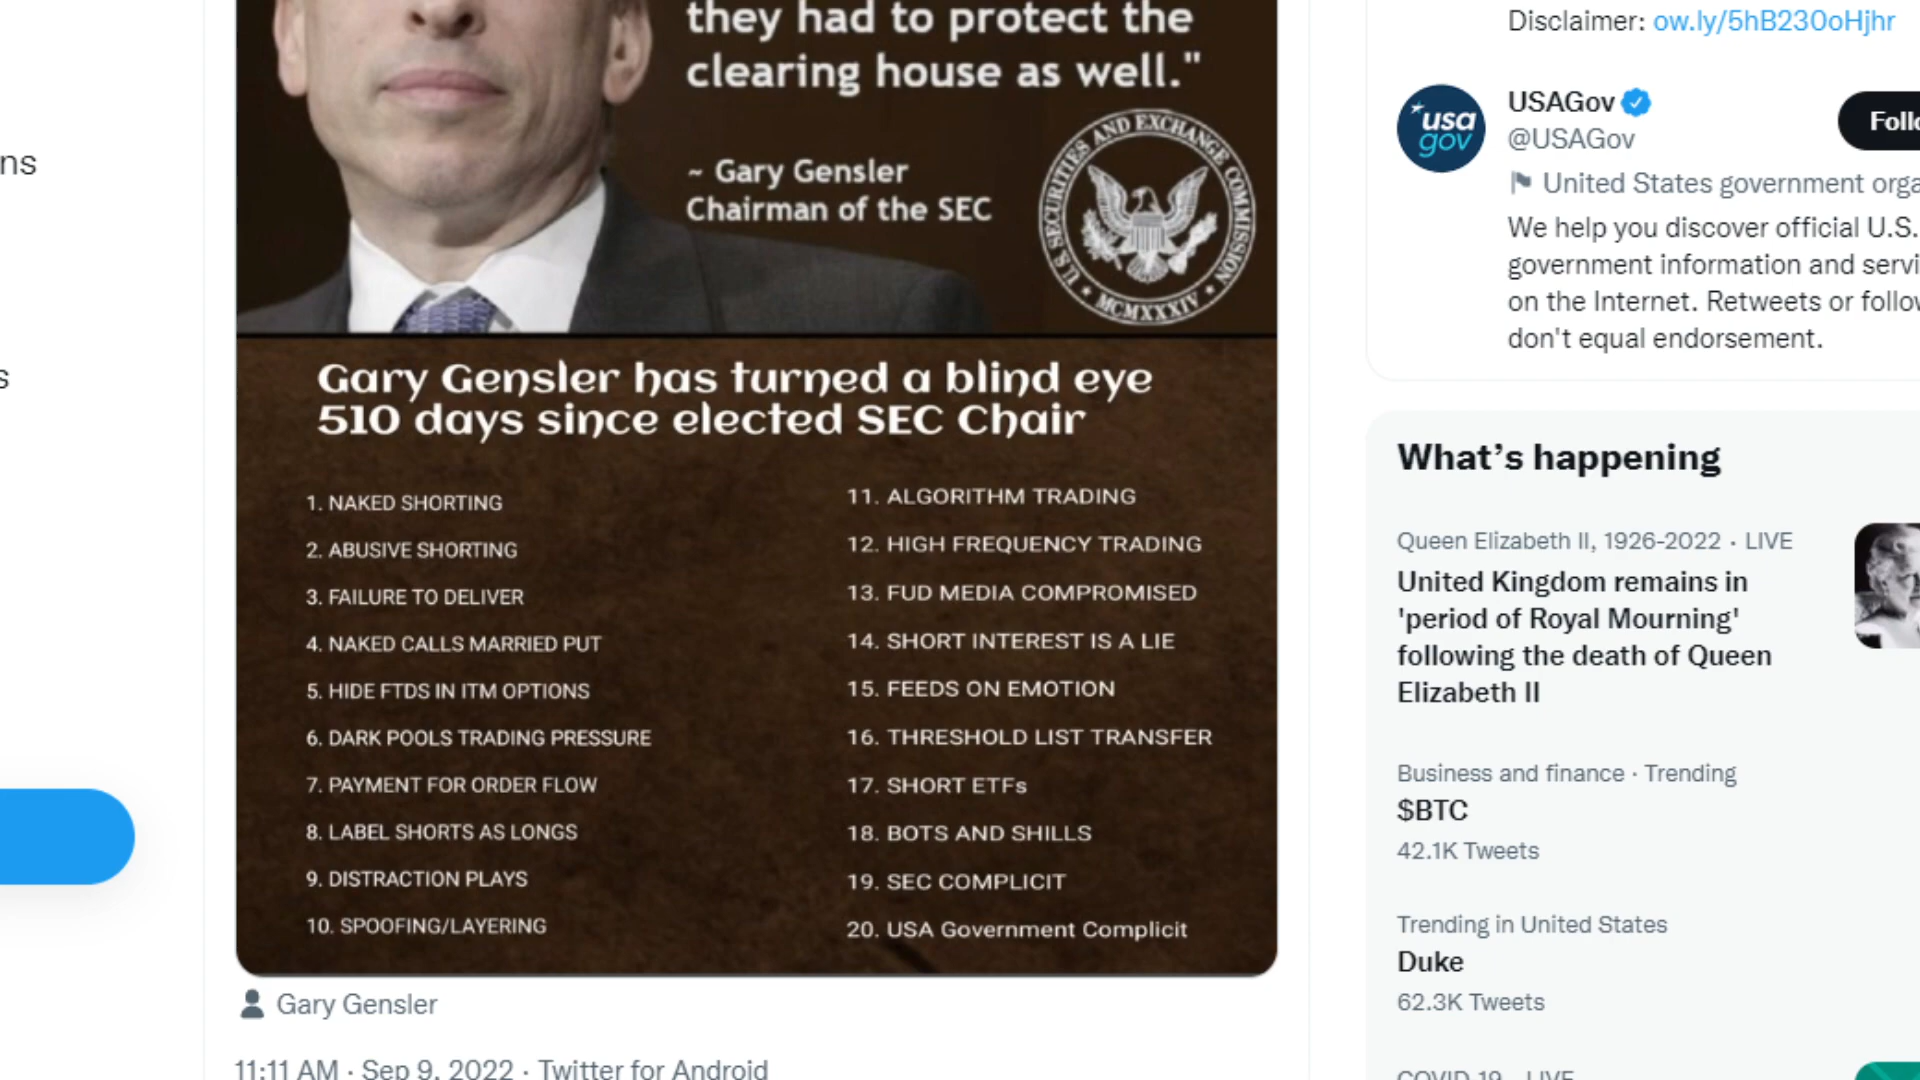 they had to protect the
clearing house as well."
~ Gary Gensler
Chairman of the SEC
U.S. SECURITIES AND EXCHANGE COMMISSION
MCMXXXIV
Gary Gensler has turned a blind eye
510 days since elected SEC Chair
1. NAKED SHORTING
2. ABUSIVE SHORTING
3. FAILURE TO DELIVER
4. NAKED CALLS MARRIED PUT
5. HIDE FTDS IN ITM OPTIONS
6. DARK POOLS TRADING PRESSURE
7. PAYMENT FOR ORDER FLOW
8. LABEL SHORTS AS LONGS
9. DISTRACTION PLAYS
10. SPOOFING/LAYERING
11. ALGORITHM TRADING
12. HIGH FREQUENCY TRADING
13. FUD MEDIA COMPROMISED
14. SHORT INTEREST IS A LIE
15. FEEDS ON EMOTION
16. THRESHOLD LIST TRANSFER
17. SHORT ETFs
18. BOTS AND SHILLS
19. SEC COMPLICIT
20. USA Government Complicit
Gary Gensler
11:11 AM · Sep 9, 2022 · Twitter for Android
ns
s
Disclaimer: ow.ly/5hB230oHjhr
usa
gov
USAGov
@USAGov
Follo
United States government orga
We help you discover official U.S.
government information and servi
on the Internet. Retweets or follow
don't equal endorsement.
What's happening
Queen Elizabeth II, 1926-2022 · LIVE
United Kingdom remains in
'period of Royal Mourning'
following the death of Queen
Elizabeth II
Business and finance · Trending
$BTC
42.1K Tweets
Trending in United States
Duke
62.3K Tweets
COVID-19 · LIVE